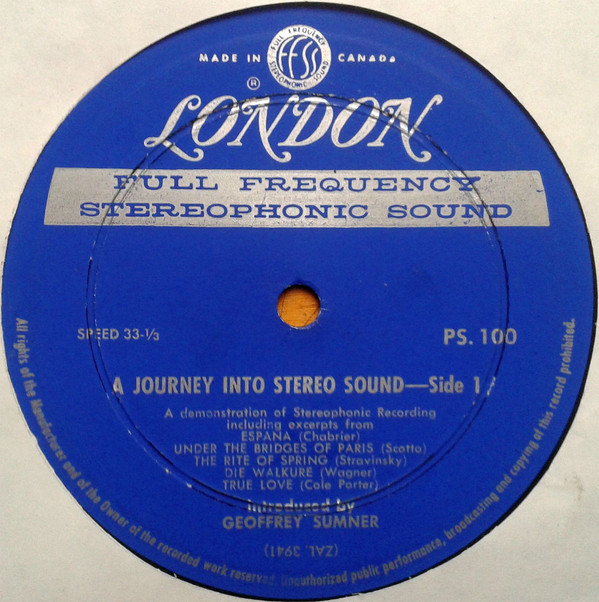 MADE IN CANADA
FULL FREQUENCY
ffss
STEREOPHONIC SOUND
®
LONDON
FULL FREQUENCY
STEREOPHONIC SOUND
SPEED 33-⅓
PS. 100
A JOURNEY INTO STEREO SOUND—Side 1
A demonstration of Stereophonic Recording
including excerpts from
ESPAÑA (Chabrier)
UNDER THE BRIDGES OF PARIS (Scotto)
THE RITE OF SPRING (Stravinsky)
DIE WALKURE (Wagner)
TRUE LOVE (Cole Porter)
introduced by
GEOFFREY SUMNER
(ZAL 3941)
All rights of the Manufacturer and of the Owner of the recorded work reserved. Unauthorized public performance, broadcasting and copying of this record prohibited.